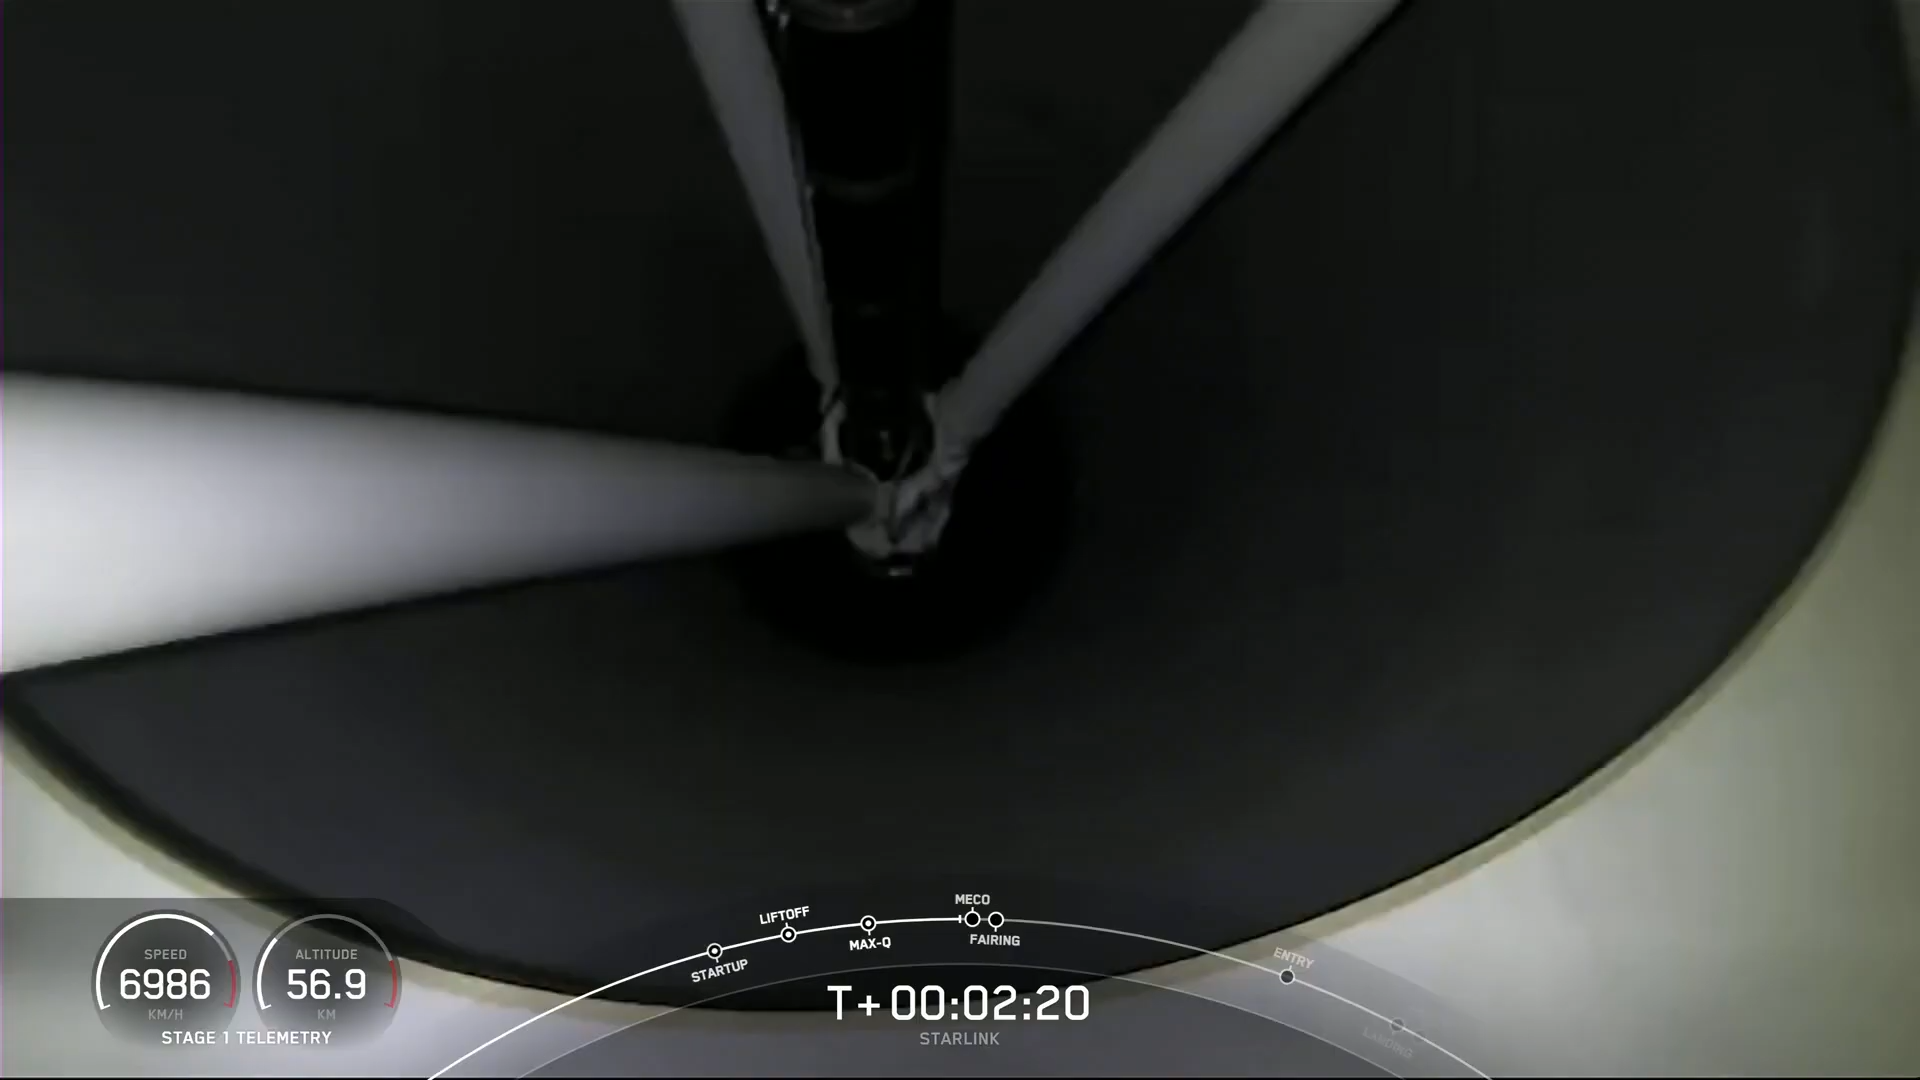 MECO
LIFTOFF
MAX-Q
FAIRING
STARTUP
ENTRY
LANDING
SPEED
6986
KM/H
ALTITUDE
56.9
KM
STAGE 1 TELEMETRY
T+00:02:20
STARLINK